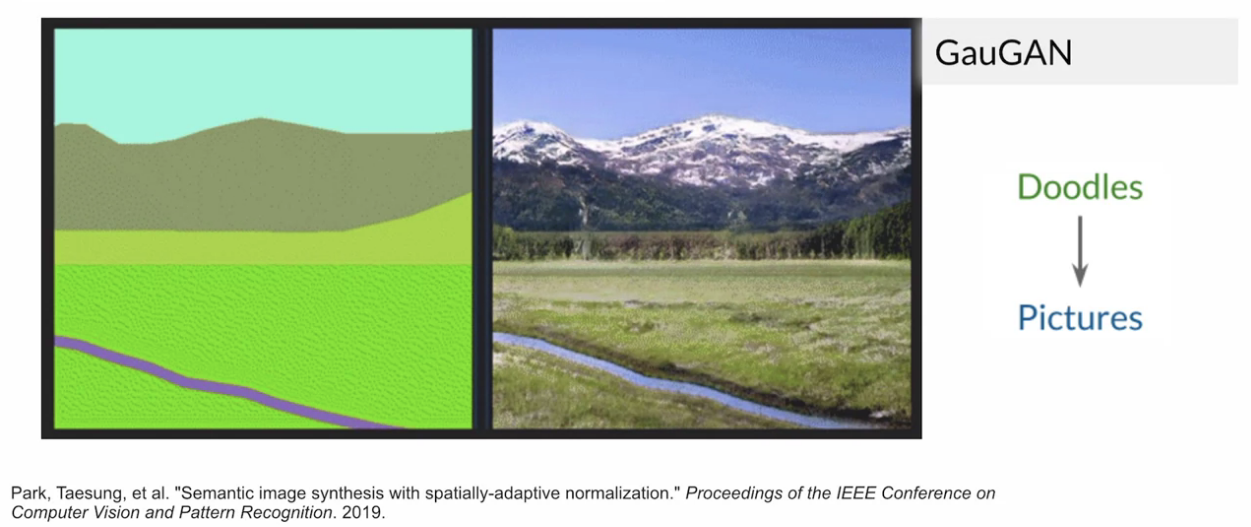 GauGAN
Doodles
Pictures
Park, Taesung, et al. "Semantic image synthesis with spatially-adaptive normalization." Proceedings of the IEEE Conference on
Computer Vision and Pattern Recognition. 2019.